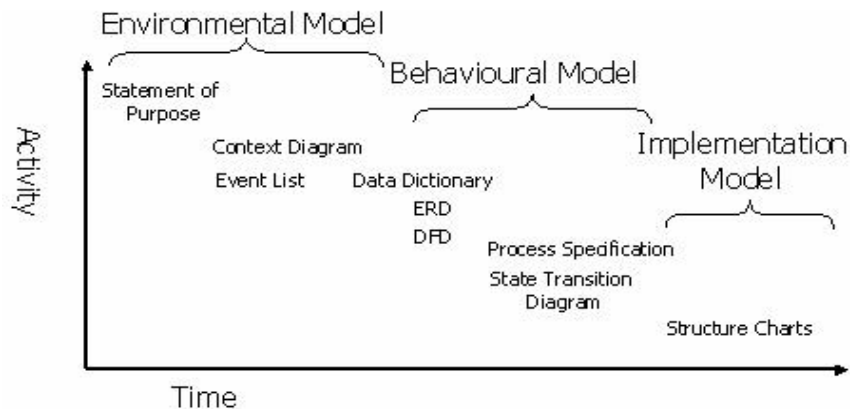 Environmental Model
Behavioural Model
Statement of
Purpose
Activity
Context Diagram
Implementation
Model
Event List
Data Dictionary
ERD
DFD
Process Specification
State Transition
Diagram
Structure Charts
Time